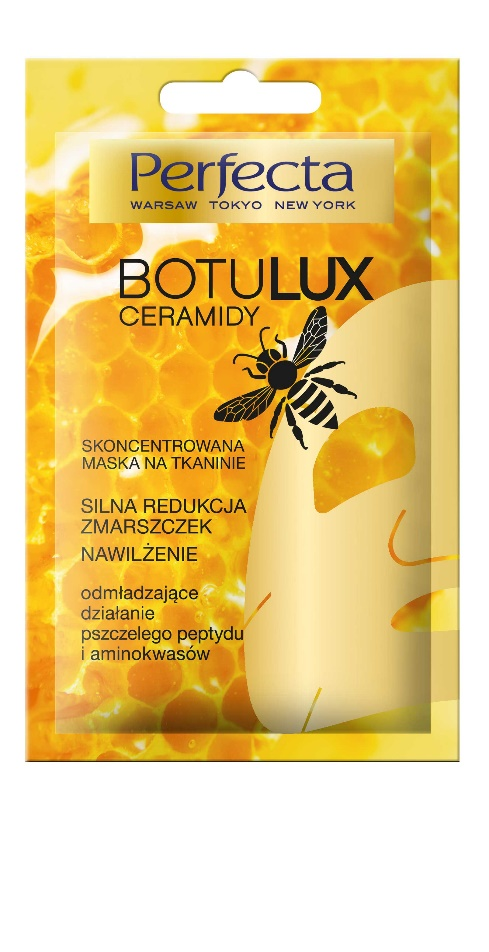 Perfecta
WARSAW TOKYO NEW YORK
BOTULUX
CERAMIDY
SKONCENTROWANA
MASKA NA TKANINIE
SILNA REDUKCJA
ZMARSZCZEK
NAWILŻENIE
odmładzające
działanie
pszczelego peptydu
i aminokwasów